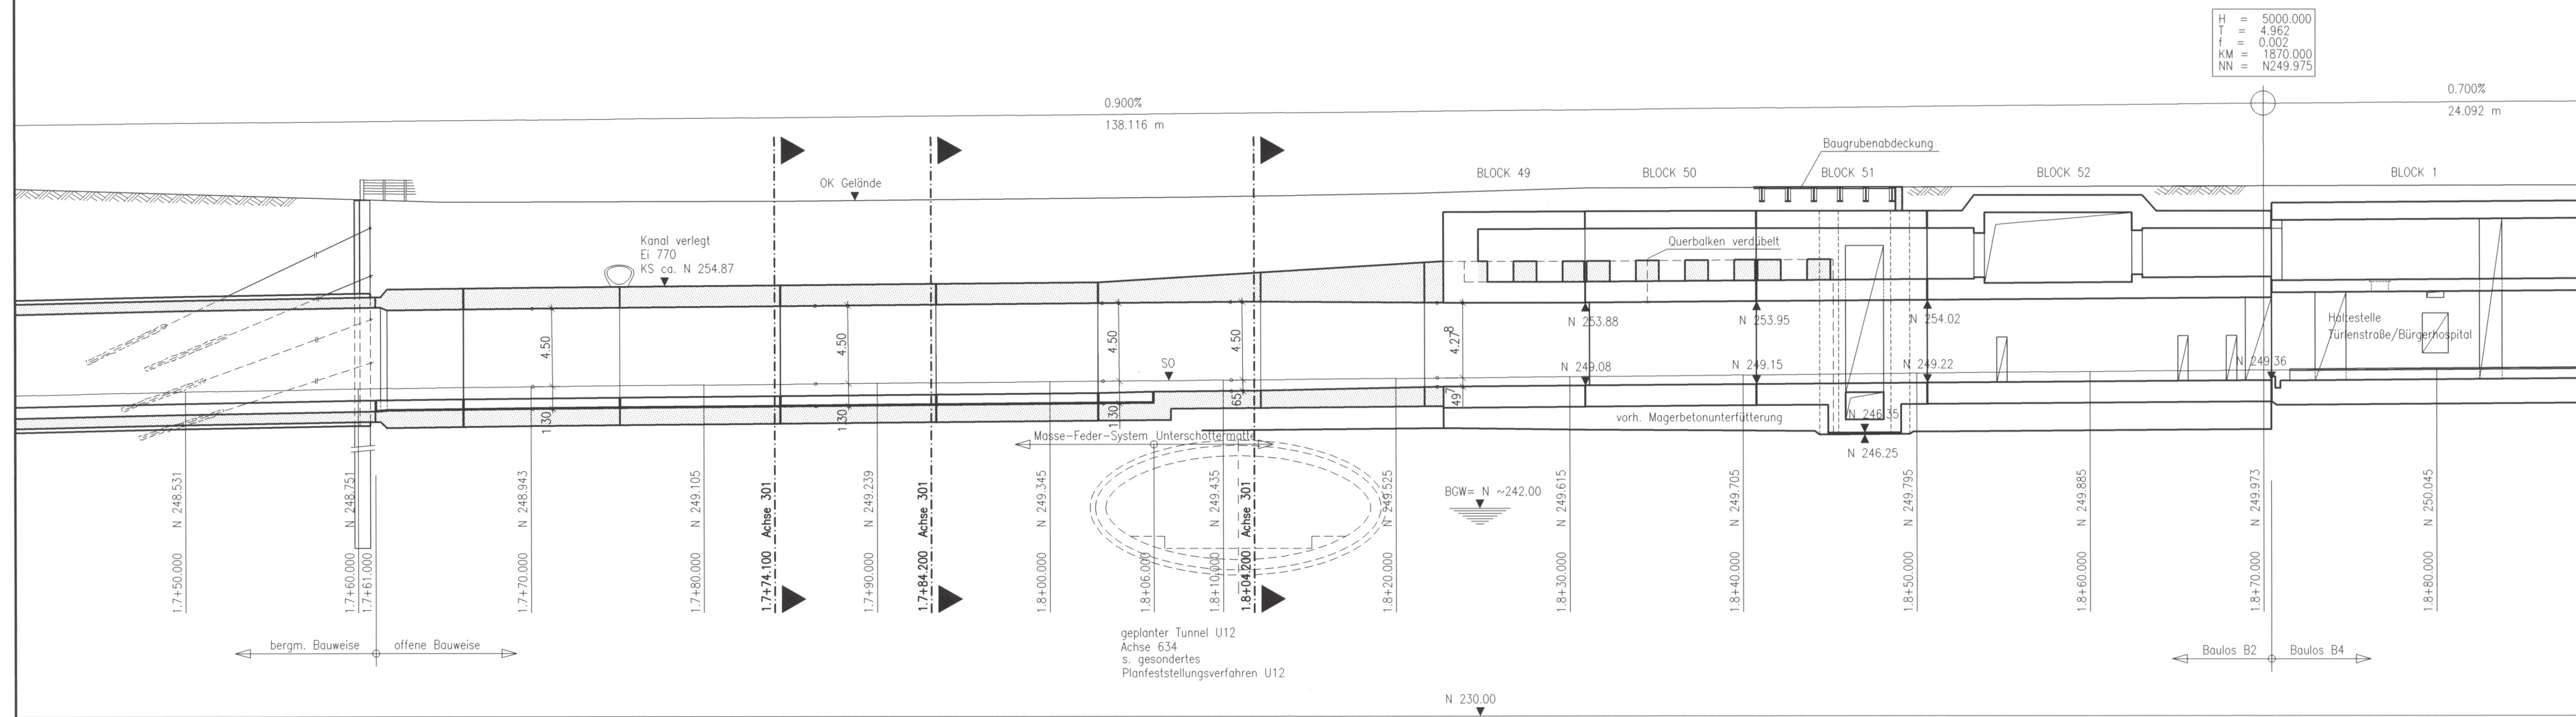 H = 5000.000
T = 4.962
f = 0.002
KM = 1870.000
NN = N249.975
0.900%
138.116 m
0.700%
24.092 m
Baugrubenabdeckung
BLOCK 49
BLOCK 50
BLOCK 51
BLOCK 52
BLOCK 1
OK Gelände
Kanal verlegt
Ei 770
KS ca. N 254.87
Querbalken verdübelt
N 253.88
N 253.95
N 254.02
Haltestelle
Türlenstraße/Bürgerhospital
4.50
4.50
4.50
4.50
4.27⁸
SO
N 249.08
N 249.15
N 249.22
N 249.36
1.30
1.30
1.30
65
49⁷
vorh. Magerbetonunterfütterung
N 246.35
N 246.25
Masse-Feder-System
Unterschottermatte
BGW= N ~242.00
1.7+50.000 N 248.531
1.7+60.000 N 248.751
1.7+61.000
1.7+70.000 N 248.943
1.7+80.000 N 249.105
1.7+74.100 Achse 301
1.7+90.000 N 249.239
1.7+84.200 Achse 301
1.8+00.000 N 249.345
1.8+06.000
1.8+10.000 N 249.435
1.8+04.200 Achse 301
1.8+20.000 N 249.525
1.8+30.000 N 249.615
1.8+40.000 N 249.705
1.8+50.000 N 249.795
1.8+60.000 N 249.885
1.8+70.000 N 249.973
1.8+80.000 N 250.045
bergm. Bauweise
offene Bauweise
geplanter Tunnel U12
Achse 634
s. gesondertes
Planfeststellungsverfahren U12
Baulos B2
Baulos B4
N 230.00